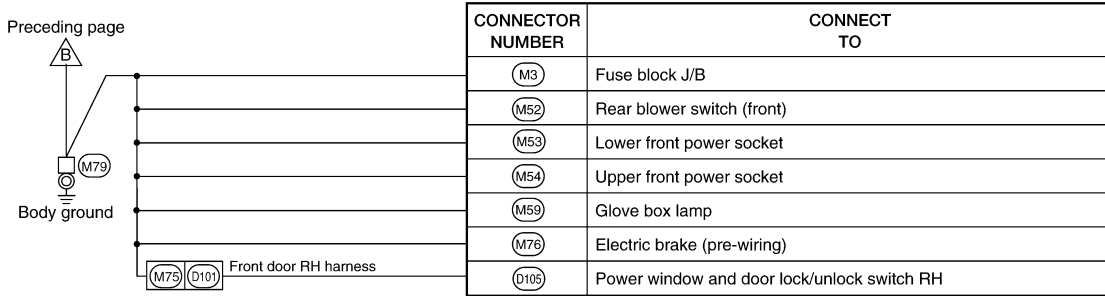 Preceding page
B
M79
Body ground
CONNECTOR NUMBER
CONNECT TO
M3
Fuse block J/B
M52
Rear blower switch (front)
M53
Lower front power socket
M54
Upper front power socket
M59
Glove box lamp
M76
Electric brake (pre-wiring)
M75
D101
Front door RH harness
D105
Power window and door lock/unlock switch RH